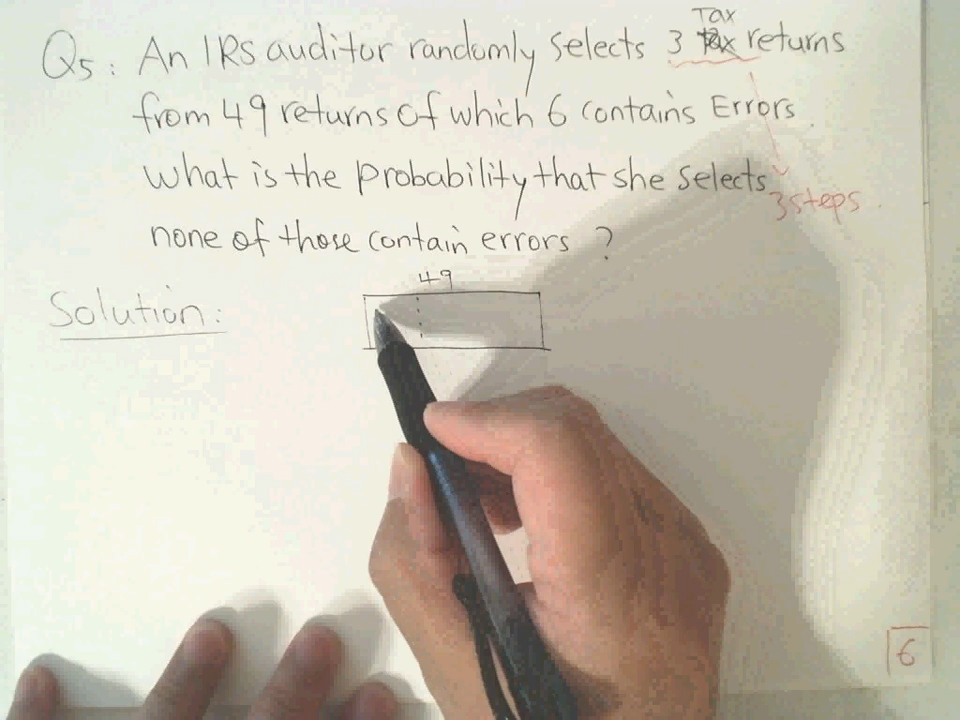 Q5: An IRS auditor randomly selects 3 Tax returns
from 49 returns of which 6 contains Errors.
what is the probability that she selects
3 steps.
none of those contain errors ?
49
Solution:
6